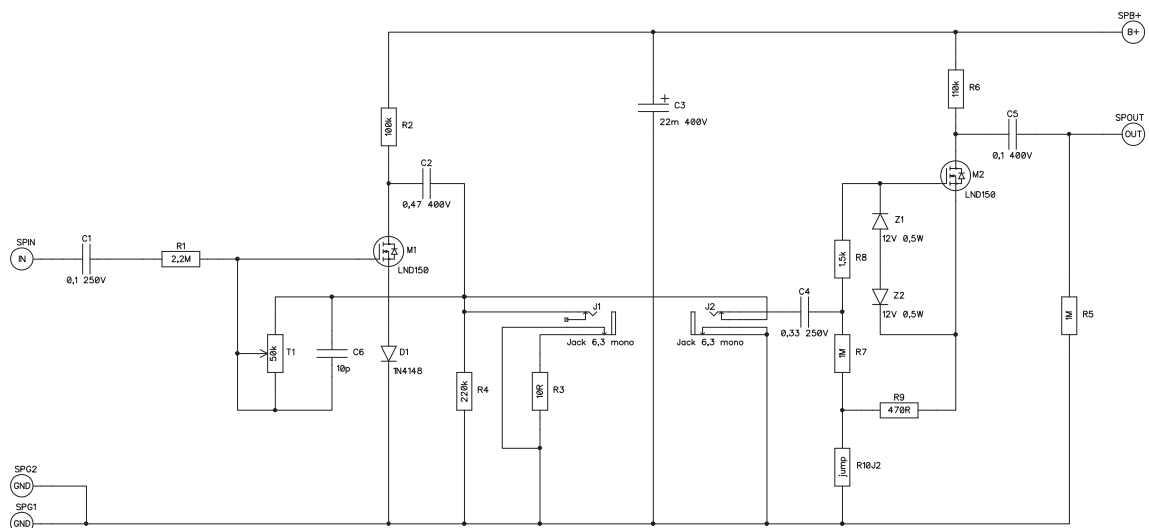 SPB+
B+
R6
110k
C3
22m 400V
R2
100k
C5
0,1 400V
SPOUT
OUT
C2
0,47 400V
M2
LND150
Z1
12V 0,5W
SPIN
IN
C1
0,1 250V
R1
2,2M
M1
LND150
R8
1,5k
Z2
12V 0,5W
J1
Jack 6,3 mono
J2
Jack 6,3 mono
C4
0,33 250V
R5
1M
T1
50k
C6
10p
D1
1N4148
R7
1M
R4
220k
R3
10R
R9
470R
R10J2
jump
SPG2
GND
SPG1
GND